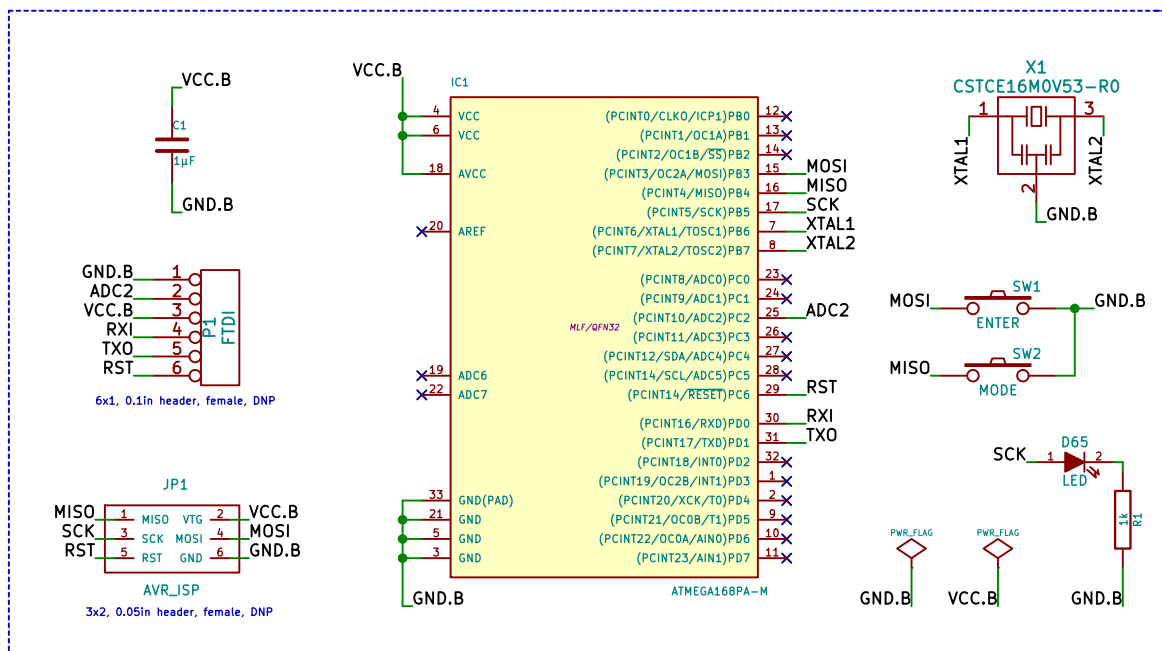 VCC.B
C1
1µF
GND.B
GND.B 1
ADC2 2
VCC.B 3
RXI 4
TXO 5
RST 6
P1
FTDI
6x1, 0.1in header, female, DNP
JP1
MISO 1 MISO VTG 2 VCC.B
SCK 3 SCK MOSI 4 MOSI
RST 5 RST GND 6 GND.B
AVR_ISP
3x2, 0.05in header, female, DNP
VCC.B
IC1
4 VCC
6 VCC
18 AVCC
20 AREF
19 ADC6
22 ADC7
33 GND(PAD)
21 GND
5 GND
3 GND
GND.B
MLF/QFN32
(PCINT0/CLKO/ICP1)PB0 12
(PCINT1/OC1A)PB1 13
(PCINT2/OC1B/SS)PB2 14
(PCINT3/OC2A/MOSI)PB3 15 MOSI
(PCINT4/MISO)PB4 16 MISO
(PCINT5/SCK)PB5 17 SCK
(PCINT6/XTAL1/TOSC1)PB6 7 XTAL1
(PCINT7/XTAL2/TOSC2)PB7 8 XTAL2
(PCINT8/ADC0)PC0 23
(PCINT9/ADC1)PC1 24
(PCINT10/ADC2)PC2 25 ADC2
(PCINT11/ADC3)PC3 26
(PCINT12/SDA/ADC4)PC4 27
(PCINT14/SCL/ADC5)PC5 28
(PCINT14/RESET)PC6 29 RST
(PCINT16/RXD)PD0 30 RXI
(PCINT17/TXD)PD1 31 TXO
(PCINT18/INT0)PD2 32
(PCINT19/OC2B/INT1)PD3 1
(PCINT20/XCK/T0)PD4 2
(PCINT21/OC0B/T1)PD5 9
(PCINT22/OC0A/AIN0)PD6 10
(PCINT23/AIN1)PD7 11
ATMEGA168PA-M
X1
CSTCE16M0V53-R0
1 3
XTAL1 XTAL2
2
GND.B
MOSI SW1 GND.B
ENTER
MISO SW2
MODE
D65
SCK 1 2
LED
1k
R1
PWR_FLAG PWR_FLAG
GND.B VCC.B GND.B